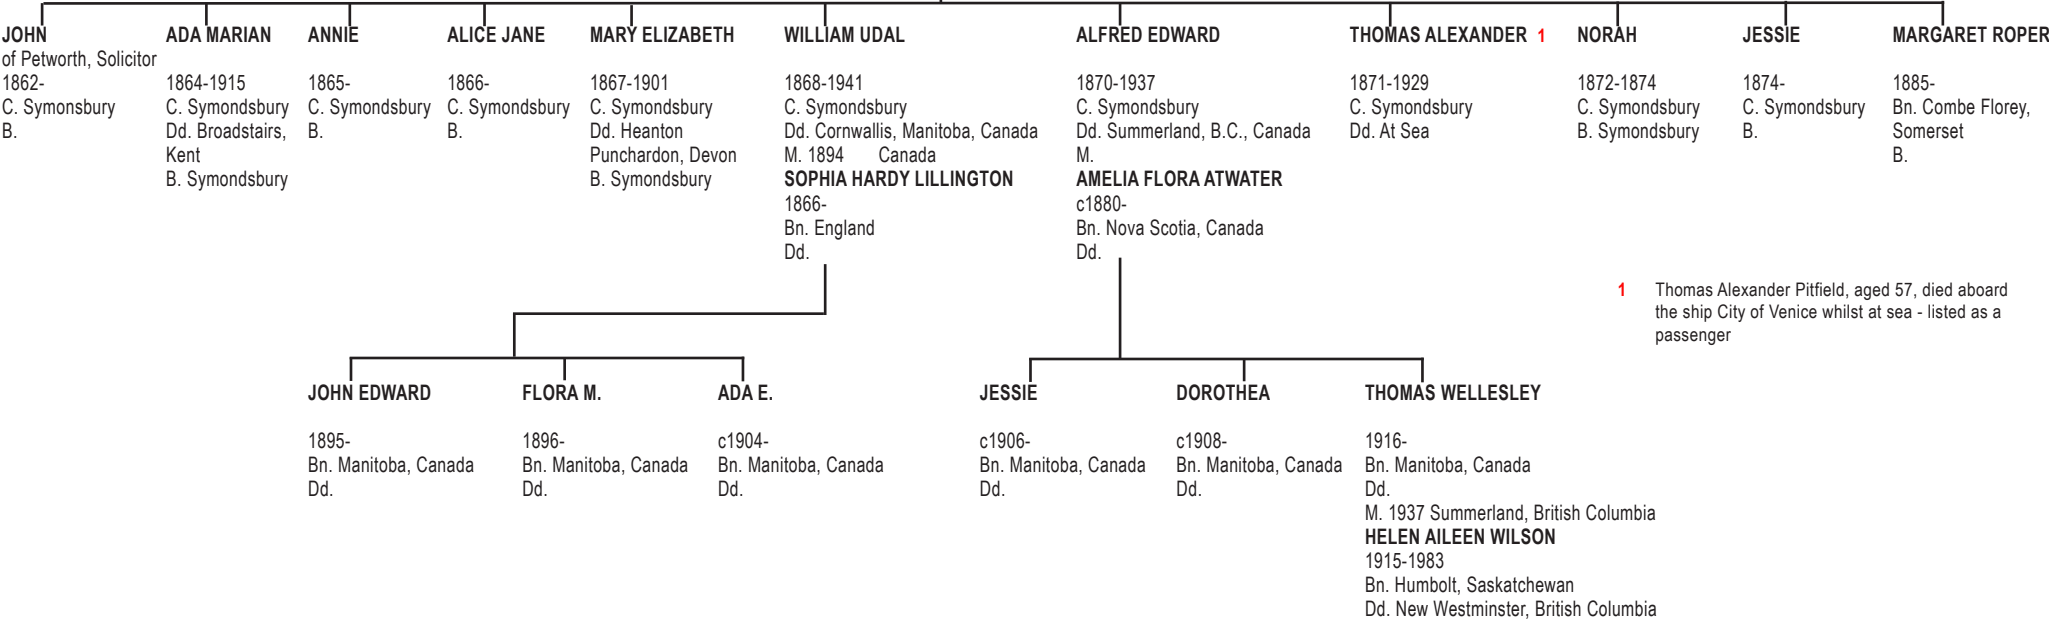 JOHN
of Petworth, Solicitor
1862-
C. Symonsbury
B.
ADA MARIAN
1864-1915
C. Symondsbury
Dd. Broadstairs,
Kent
B. Symondsbury
ANNIE
1865-
C. Symondsbury
B.
ALICE JANE
1866-
C. Symondsbury
B.
MARY ELIZABETH
1867-1901
C. Symondsbury
Dd. Heanton
Punchardon, Devon
B. Symondsbury
WILLIAM UDAL
1868-1941
C. Symondsbury
Dd. Cornwallis, Manitoba, Canada
M. 1894 Canada
SOPHIA HARDY LILLINGTON
1866-
Bn. England
Dd.
ALFRED EDWARD
1870-1937
C. Symondsbury
Dd. Summerland, B.C., Canada
M.
AMELIA FLORA ATWATER
c1880-
Bn. Nova Scotia, Canada
Dd.
THOMAS ALEXANDER 1
1871-1929
C. Symondsbury
Dd. At Sea
NORAH
1872-1874
C. Symondsbury
B. Symondsbury
JESSIE
1874-
C. Symondsbury
B.
MARGARET ROPER
1885-
Bn. Combe Florey,
Somerset
B.
1 Thomas Alexander Pitfield, aged 57, died aboard
the ship City of Venice whilst at sea - listed as a
passenger
JOHN EDWARD
1895-
Bn. Manitoba, Canada
Dd.
FLORA M.
1896-
Bn. Manitoba, Canada
Dd.
ADA E.
c1904-
Bn. Manitoba, Canada
Dd.
JESSIE
c1906-
Bn. Manitoba, Canada
Dd.
DOROTHEA
c1908-
Bn. Manitoba, Canada
Dd.
THOMAS WELLESLEY
1916-
Bn. Manitoba, Canada
Dd.
M. 1937 Summerland, British Columbia
HELEN AILEEN WILSON
1915-1983
Bn. Humbolt, Saskatchewan
Dd. New Westminster, British Columbia